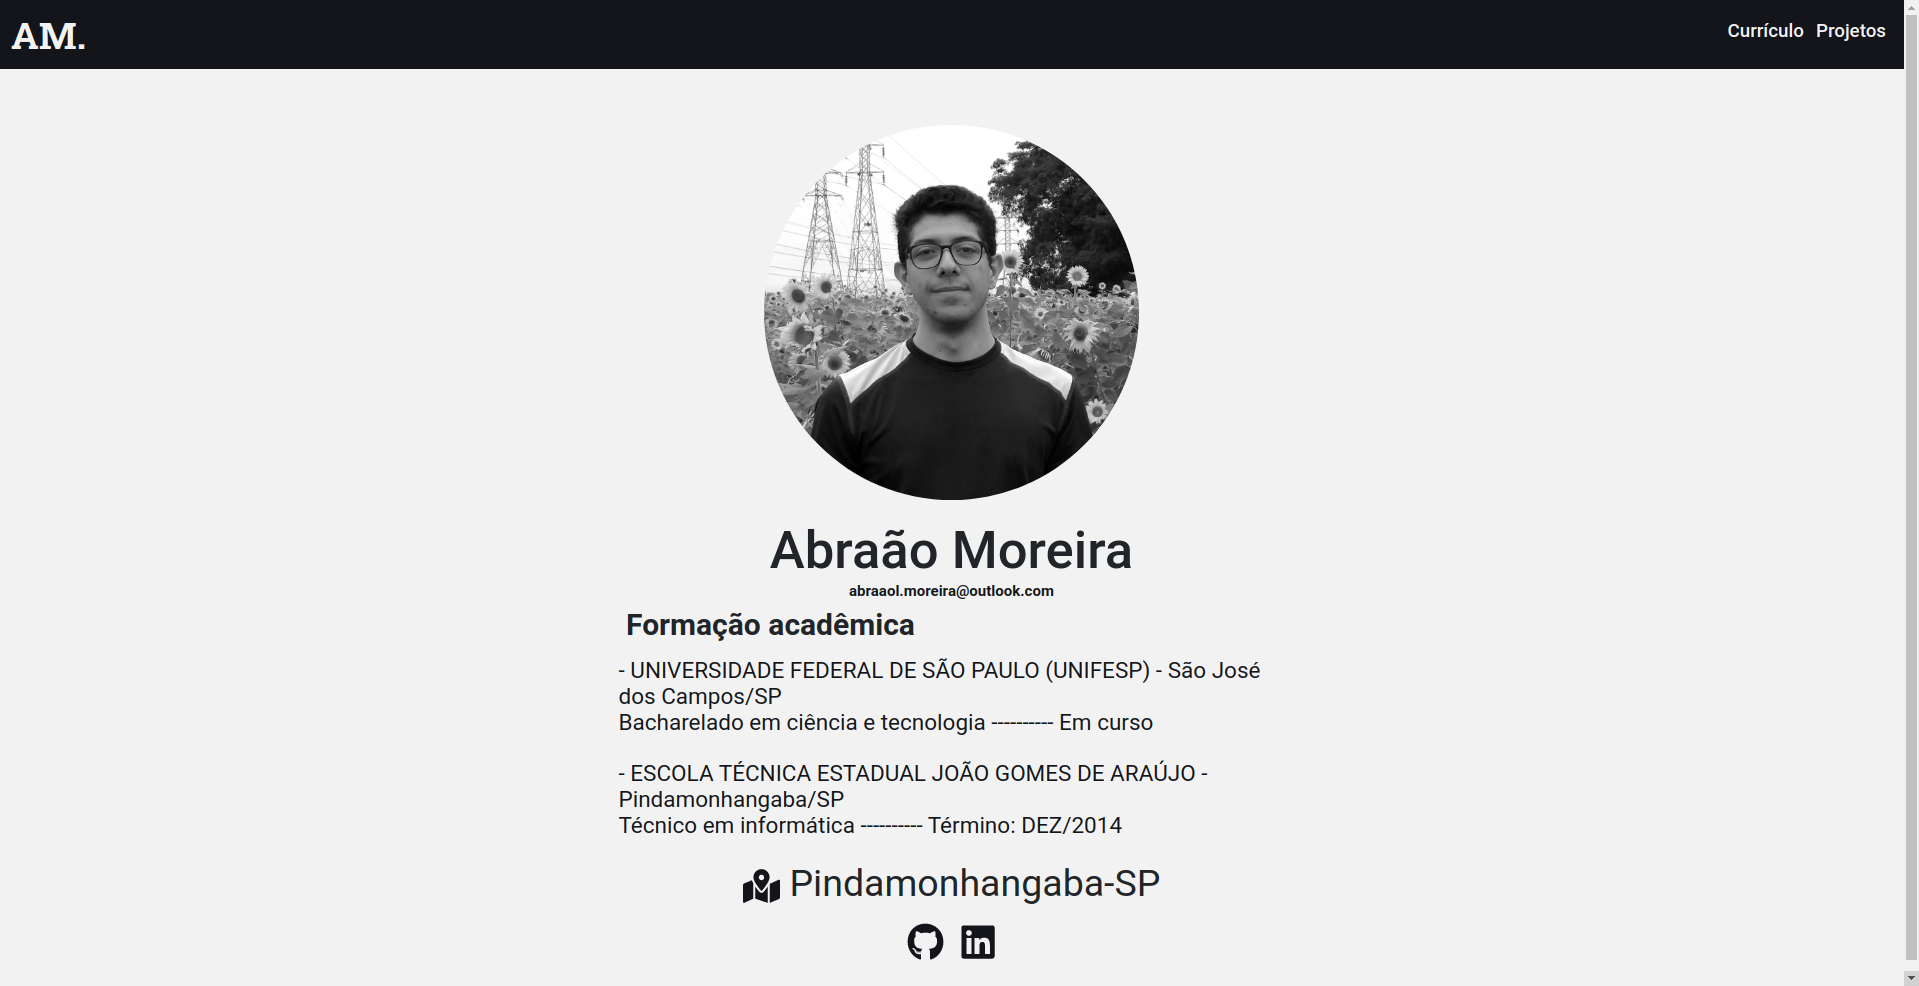 AM.
Currículo Projetos
Abraão Moreira
abraaol.moreira@outlook.com
Formação acadêmica
- UNIVERSIDADE FEDERAL DE SÃO PAULO (UNIFESP) - São José
dos Campos/SP
Bacharelado em ciência e tecnologia ---------- Em curso
- ESCOLA TÉCNICA ESTADUAL JOÃO GOMES DE ARAÚJO -
Pindamonhangaba/SP
Técnico em informática ---------- Término: DEZ/2014
Pindamonhangaba-SP
in